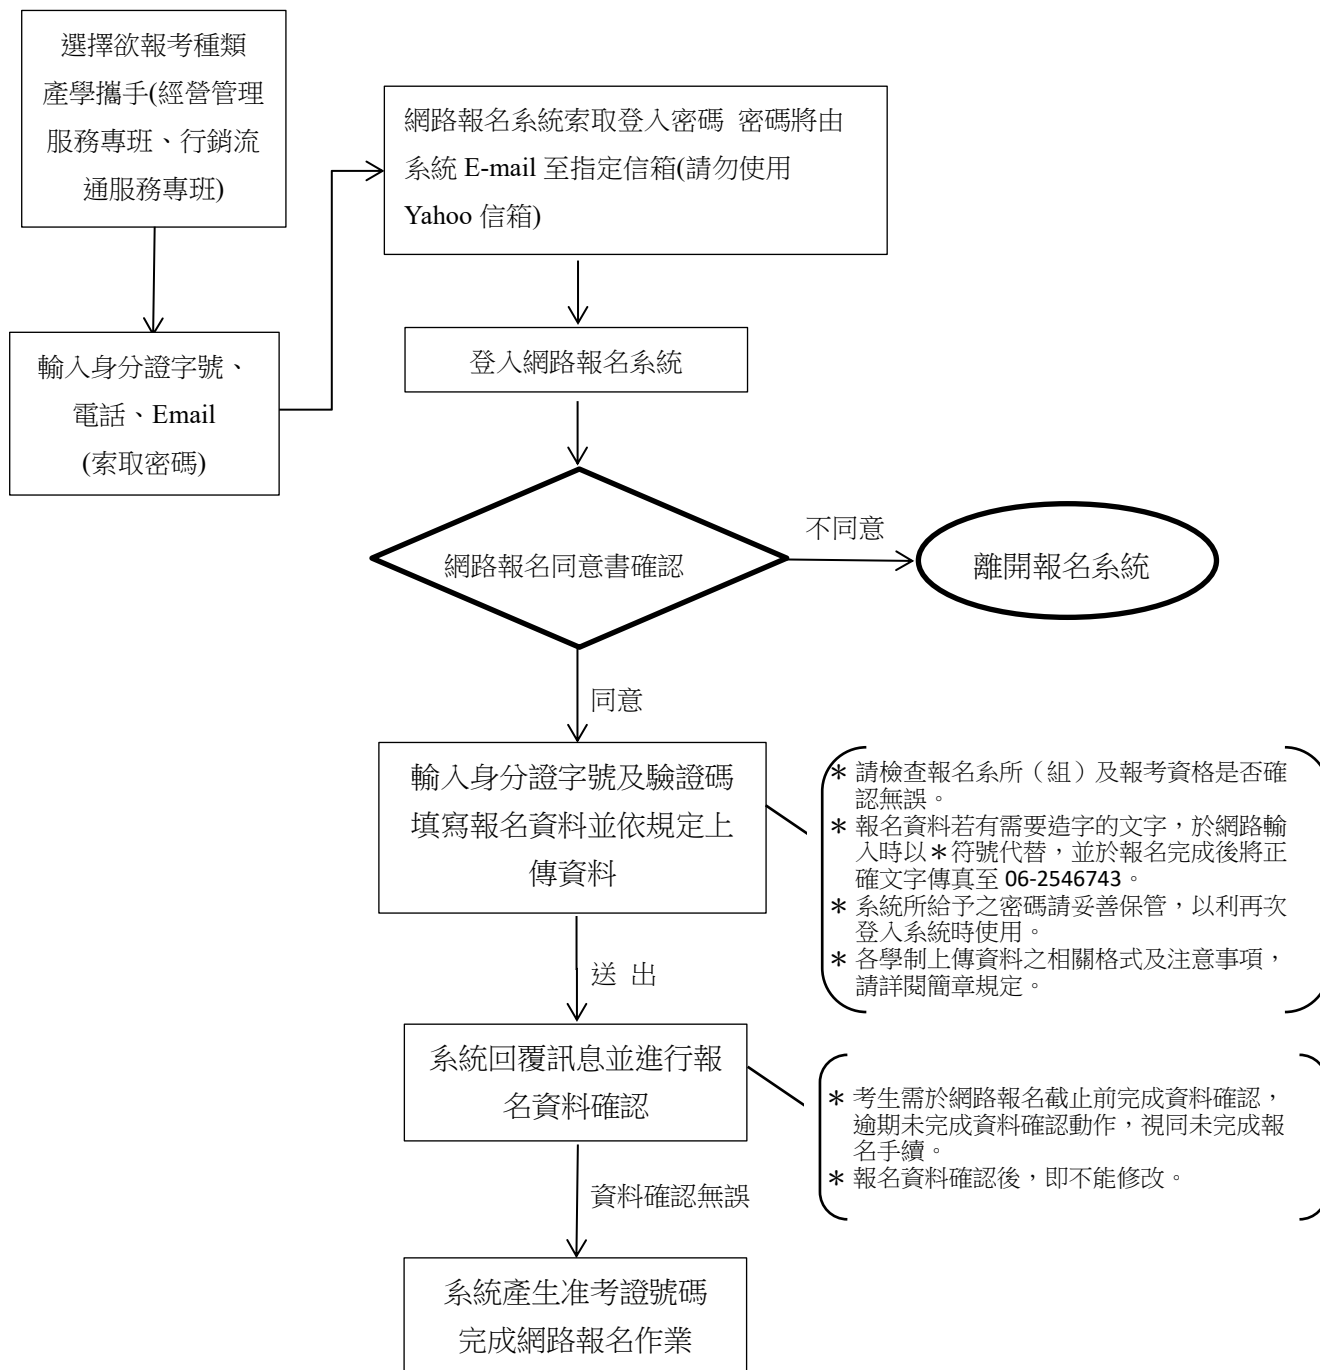 選擇欲報考種類
產學攜手(經營管理
服務專班、行銷流
通服務專班)
輸入身分證字號、
電話、Email
(索取密碼)
網路報名系統索取登入密碼 密碼將由
系統 E-mail 至指定信箱(請勿使用
Yahoo 信箱)
登入網路報名系統
網路報名同意書確認
不同意
離開報名系統
同意
輸入身分證字號及驗證碼
填寫報名資料並依規定上
傳資料
＊請檢查報名系所（組）及報考資格是否確
認無誤。
＊報名資料若有需要造字的文字，於網路輸
入時以＊符號代替，並於報名完成後將正
確文字傳真至 06-2546743。
＊系統所給予之密碼請妥善保管，以利再次
登入系統時使用。
＊各學制上傳資料之相關格式及注意事項，
請詳閱簡章規定。
送 出
系統回覆訊息並進行報
名資料確認
＊考生需於網路報名截止前完成資料確認，
逾期未完成資料確認動作，視同未完成報
名手續。
＊報名資料確認後，即不能修改。
資料確認無誤
系統產生准考證號碼
完成網路報名作業